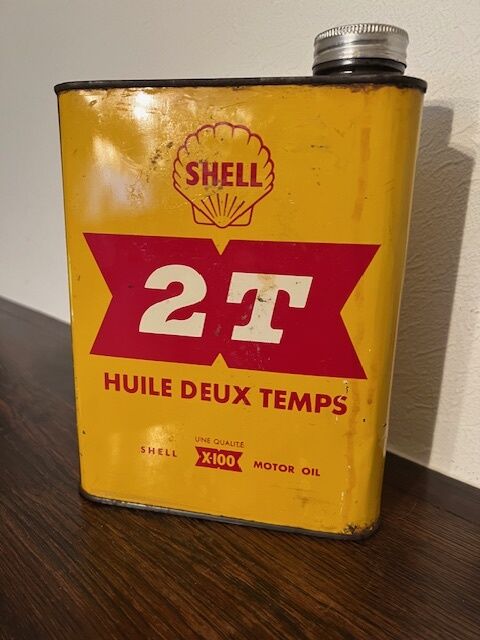 SHELL
2T
HUILE DEUX TEMPS
UNE QUALITÉ
SHELL X-100 MOTOR OIL